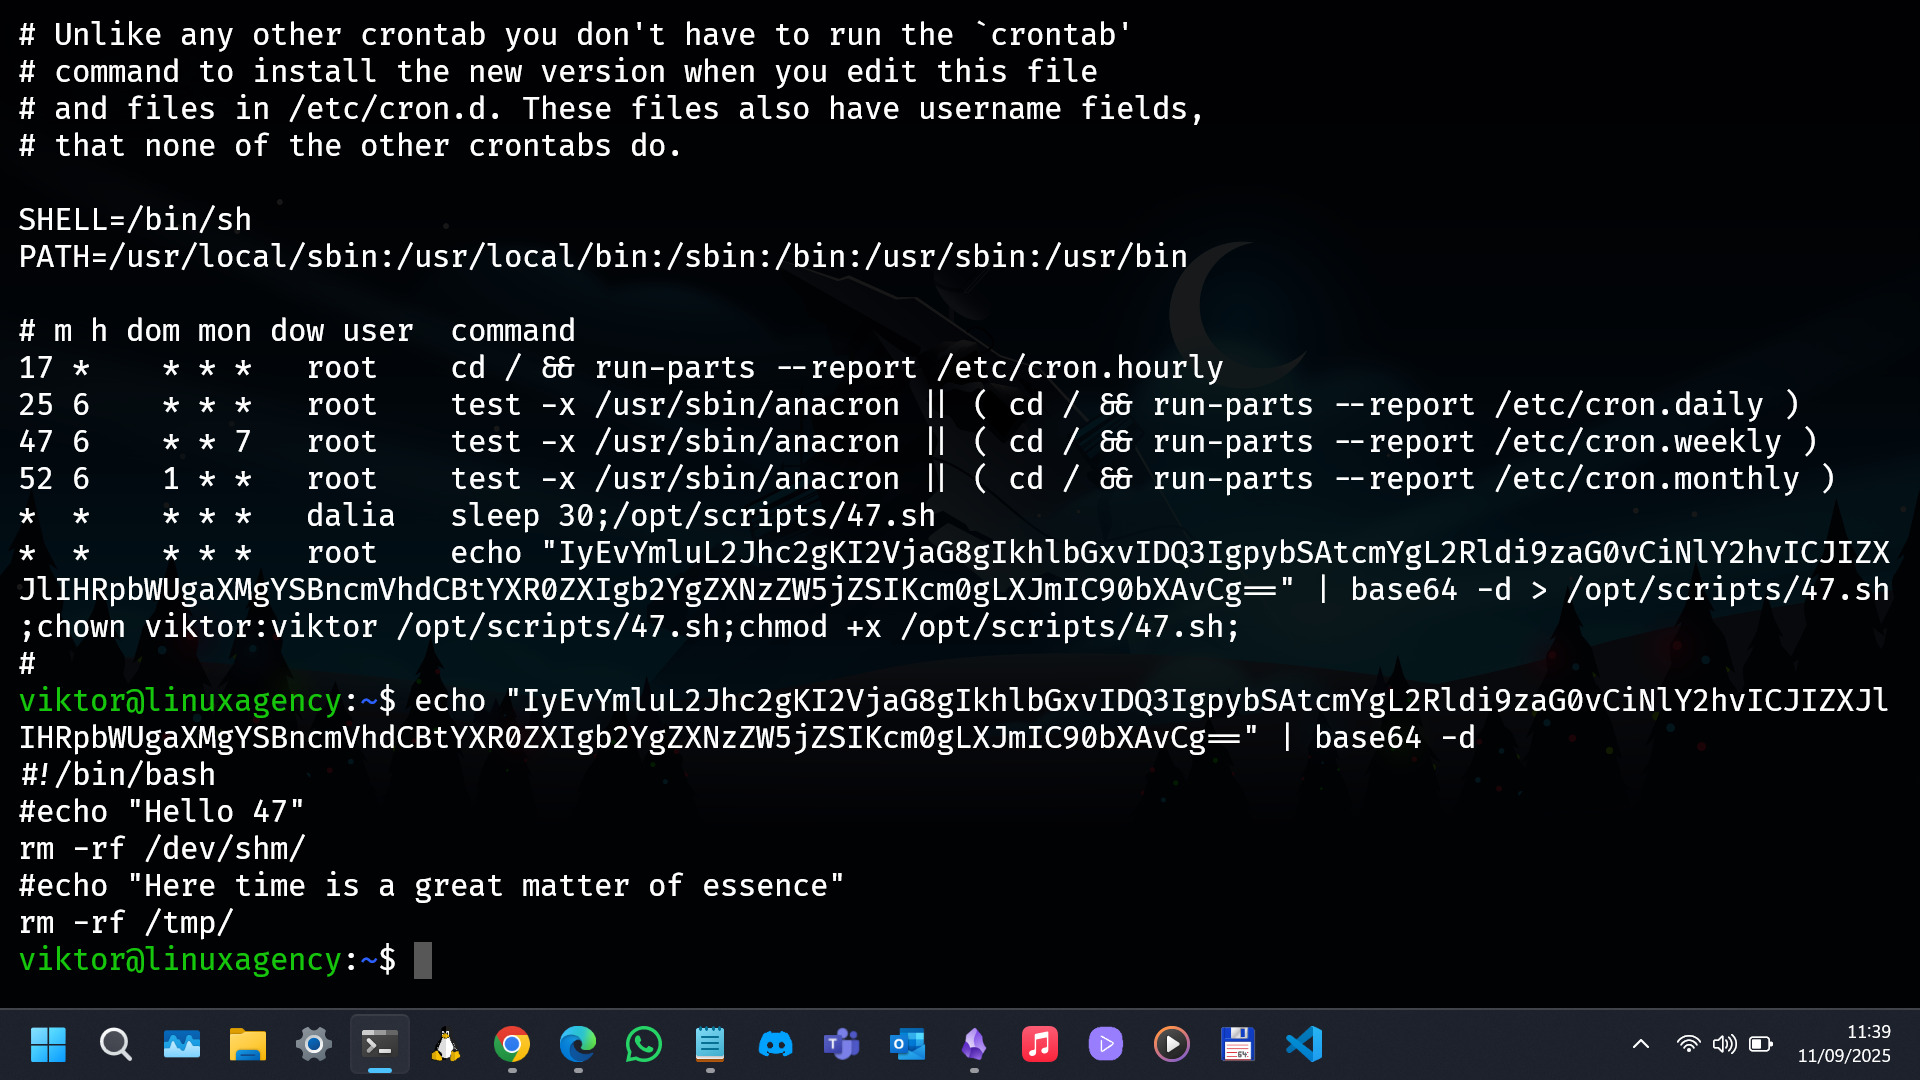 # Unlike any other crontab you don't have to run the `crontab'
# command to install the new version when you edit this file
# and files in /etc/cron.d. These files also have username fields,
# that none of the other crontabs do.
SHELL=/bin/sh
PATH=/usr/local/sbin:/usr/local/bin:/sbin:/bin:/usr/sbin:/usr/bin
# m h dom mon dow user  command
17 *    * * *   root    cd / && run-parts --report /etc/cron.hourly
25 6    * * *   root    test -x /usr/sbin/anacron || ( cd / && run-parts --report /etc/cron.daily )
47 6    * * 7   root    test -x /usr/sbin/anacron || ( cd / && run-parts --report /etc/cron.weekly )
52 6    1 * *   root    test -x /usr/sbin/anacron || ( cd / && run-parts --report /etc/cron.monthly )
*  *    * * *   dalia   sleep 30;/opt/scripts/47.sh
*  *    * * *   root    echo "IyEvYmluL2Jhc2gKI2VjaG8gIkhlbGxvIDQ3IgpybSAtcmYgL2Rldi9zaG0vCiNlY2hvICJIZX
JlIHRpbWUgaXMgYSBncmVhdCBtYXR0ZXIgb2YgZXNzZW5jZSIKcm0gLXJmIC90bXAvCg==" | base64 -d > /opt/scripts/47.sh
;chown viktor:viktor /opt/scripts/47.sh;chmod +x /opt/scripts/47.sh;
#
viktor@linuxagency:~$ echo "IyEvYmluL2Jhc2gKI2VjaG8gIkhlbGxvIDQ3IgpybSAtcmYgL2Rldi9zaG0vCiNlY2hvICJIZXJl
IHRpbWUgaXMgYSBncmVhdCBtYXR0ZXIgb2YgZXNzZW5jZSIKcm0gLXJmIC90bXAvCg==" | base64 -d
#!/bin/bash
#echo "Hello 47"
rm -rf /dev/shm/
#echo "Here time is a great matter of essence"
rm -rf /tmp/
viktor@linuxagency:~$
11:39
11/09/2025